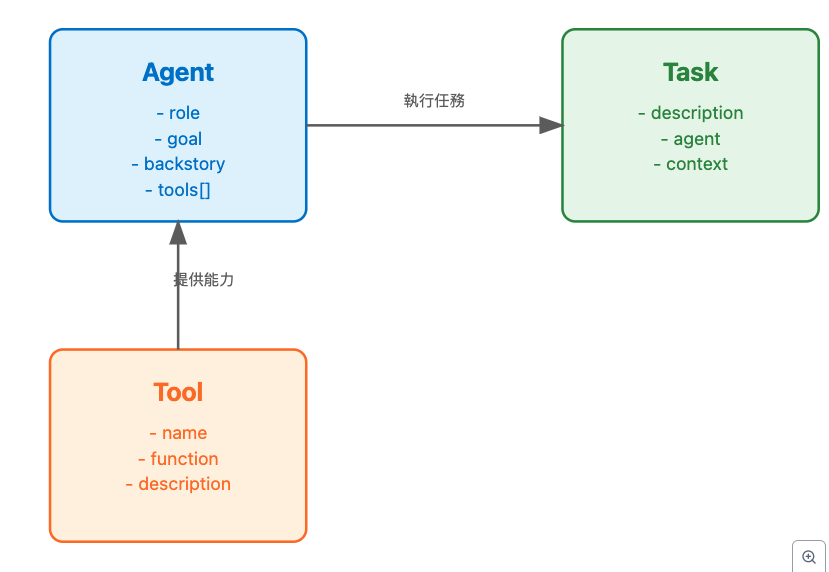 Agent
- role
- goal
- backstory
- tools[]
執行任務
Task
- description
- agent
- context
提供能力
Tool
- name
- function
- description